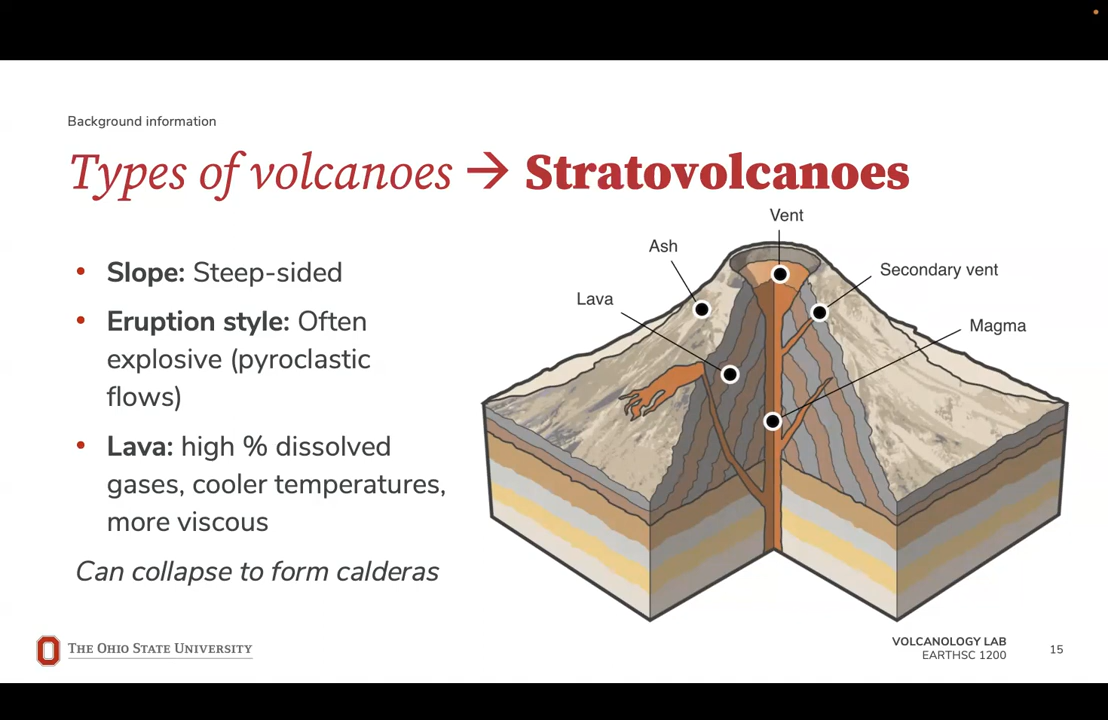 Background information
Types of volcanoes → Stratovolcanoes
• Slope: Steep-sided
• Eruption style: Often
explosive (pyroclastic
flows)
• Lava: high % dissolved
gases, cooler temperatures,
more viscous
Can collapse to form calderas
Vent
Ash
Secondary vent
Lava
Magma
THE OHIO STATE UNIVERSITY
VOLCANOLOGY LAB
EARTHSC 1200
15